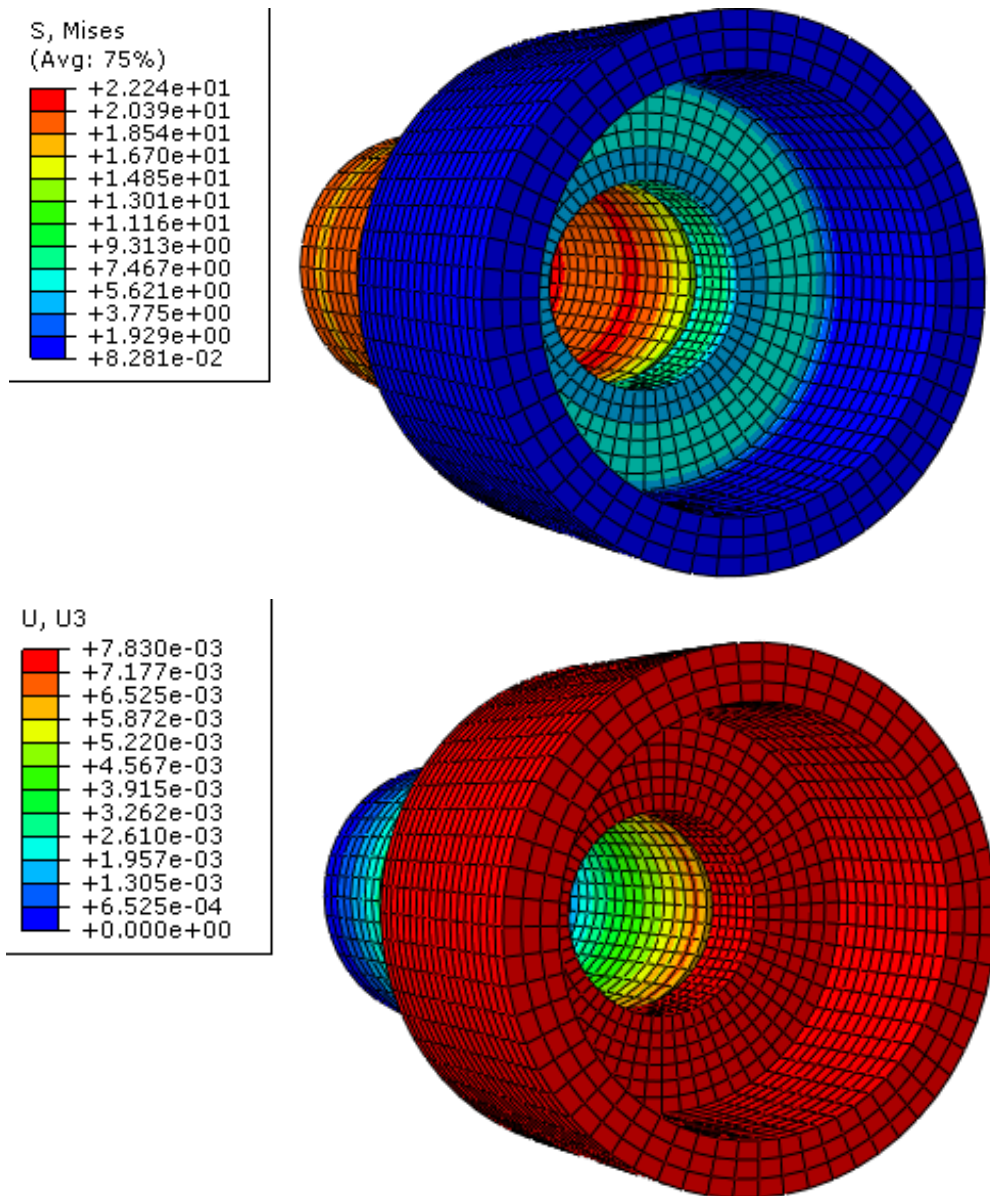 S, Mises
(Avg: 75%)
+2.224e+01
+2.039e+01
+1.854e+01
+1.670e+01
+1.485e+01
+1.301e+01
+1.116e+01
+9.313e+00
+7.467e+00
+5.621e+00
+3.775e+00
+1.929e+00
+8.281e-02
U, U3
+7.830e-03
+7.177e-03
+6.525e-03
+5.872e-03
+5.220e-03
+4.567e-03
+3.915e-03
+3.262e-03
+2.610e-03
+1.957e-03
+1.305e-03
+6.525e-04
+0.000e+00